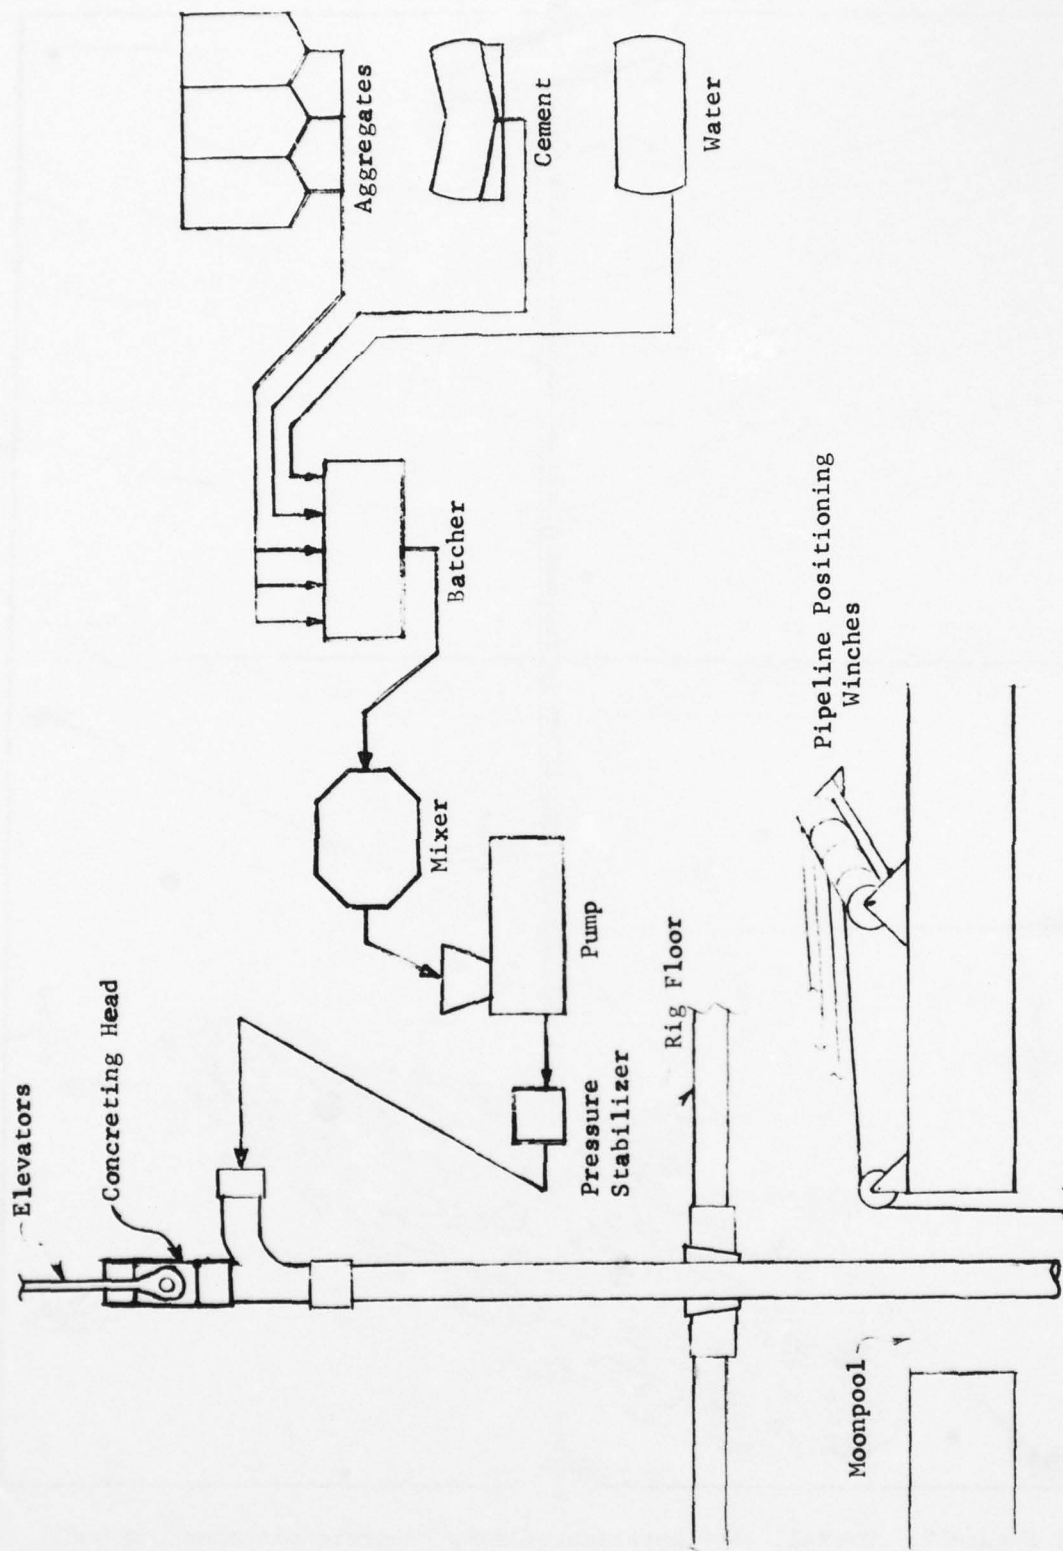 Elevators
Concreting Head
Aggregates
Cement
Water
Batcher
Mixer
Pump
Pressure
Stabilizer
Rig Floor
Pipeline Positioning
Winches
Moonpool